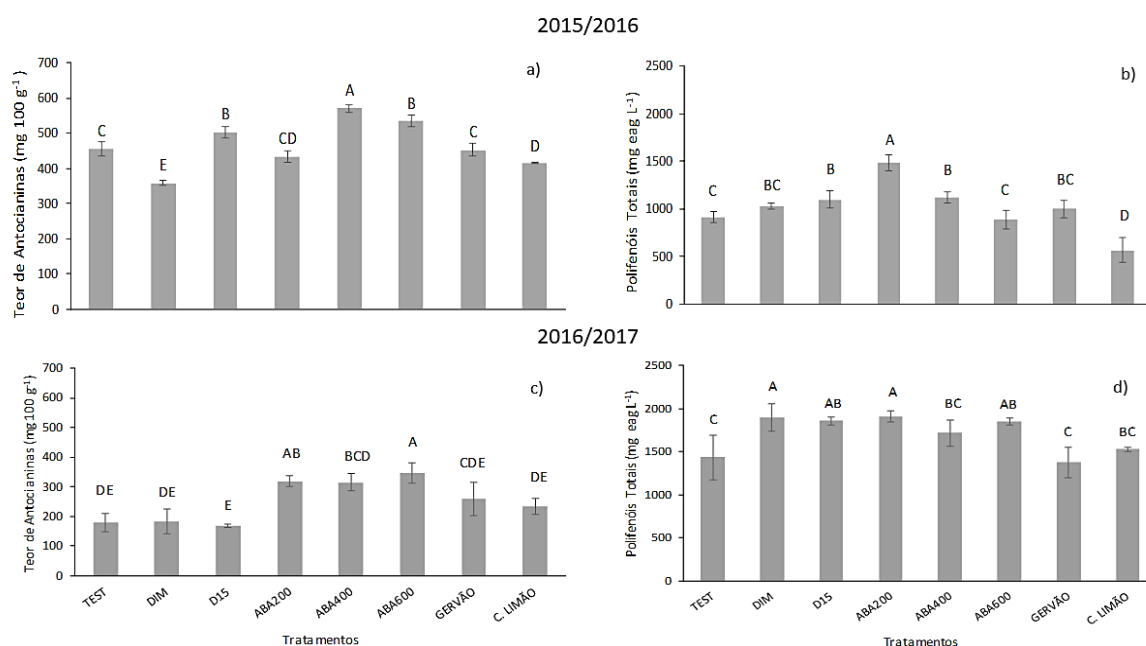 2015/2016
Teor de Antocianinas (mg 100 g⁻¹)
700
600
500
400
300
200
100
0
a)
C
E
B
CD
A
B
C
D
Polifenóis Totais (mg eag L⁻¹)
2500
2000
1500
1000
500
0
b)
C
BC
B
A
B
C
BC
D
2016/2017
Teor de Antocianinas (mg 100 g⁻¹)
700
600
500
400
300
200
100
0
c)
DE
DE
E
AB
BCD
A
CDE
DE
TEST
DIM
D15
ABA200
ABA400
ABA600
GERVÃO
C. LIMÃO
Tratamentos
Polifenóis Totais (mg eag L⁻¹)
2500
2000
1500
1000
500
0
d)
C
A
AB
A
BC
AB
C
BC
TEST
DIM
D15
ABA200
ABA400
ABA600
GERVÃO
C. LIMÃO
Tratamentos